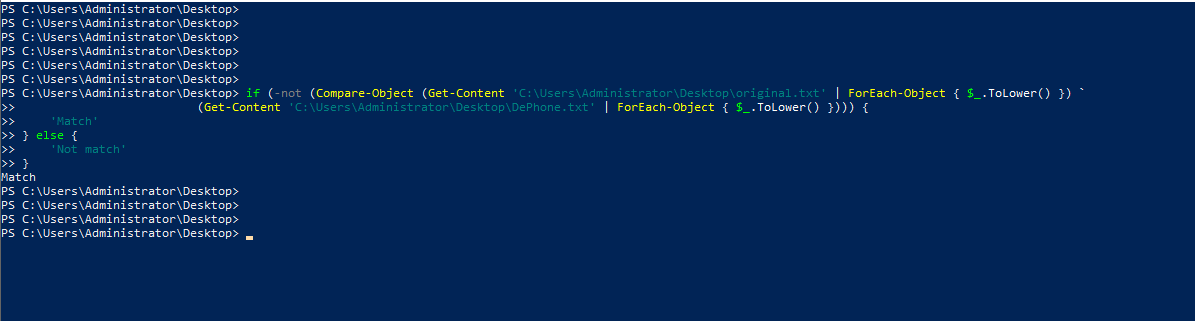 PS C:\Users\Administrator\Desktop>
PS C:\Users\Administrator\Desktop>
PS C:\Users\Administrator\Desktop>
PS C:\Users\Administrator\Desktop>
PS C:\Users\Administrator\Desktop>
PS C:\Users\Administrator\Desktop>
PS C:\Users\Administrator\Desktop> if (-not (Compare-Object (Get-Content 'C:\Users\Administrator\Desktop\original.txt' | ForEach-Object { $_.ToLower() }) `
>>                          (Get-Content 'C:\Users\Administrator\Desktop\DePhone.txt' | ForEach-Object { $_.ToLower() }))) {
>>     'Match'
>> } else {
>>     'Not match'
>> }
Match
PS C:\Users\Administrator\Desktop>
PS C:\Users\Administrator\Desktop>
PS C:\Users\Administrator\Desktop>
PS C:\Users\Administrator\Desktop>